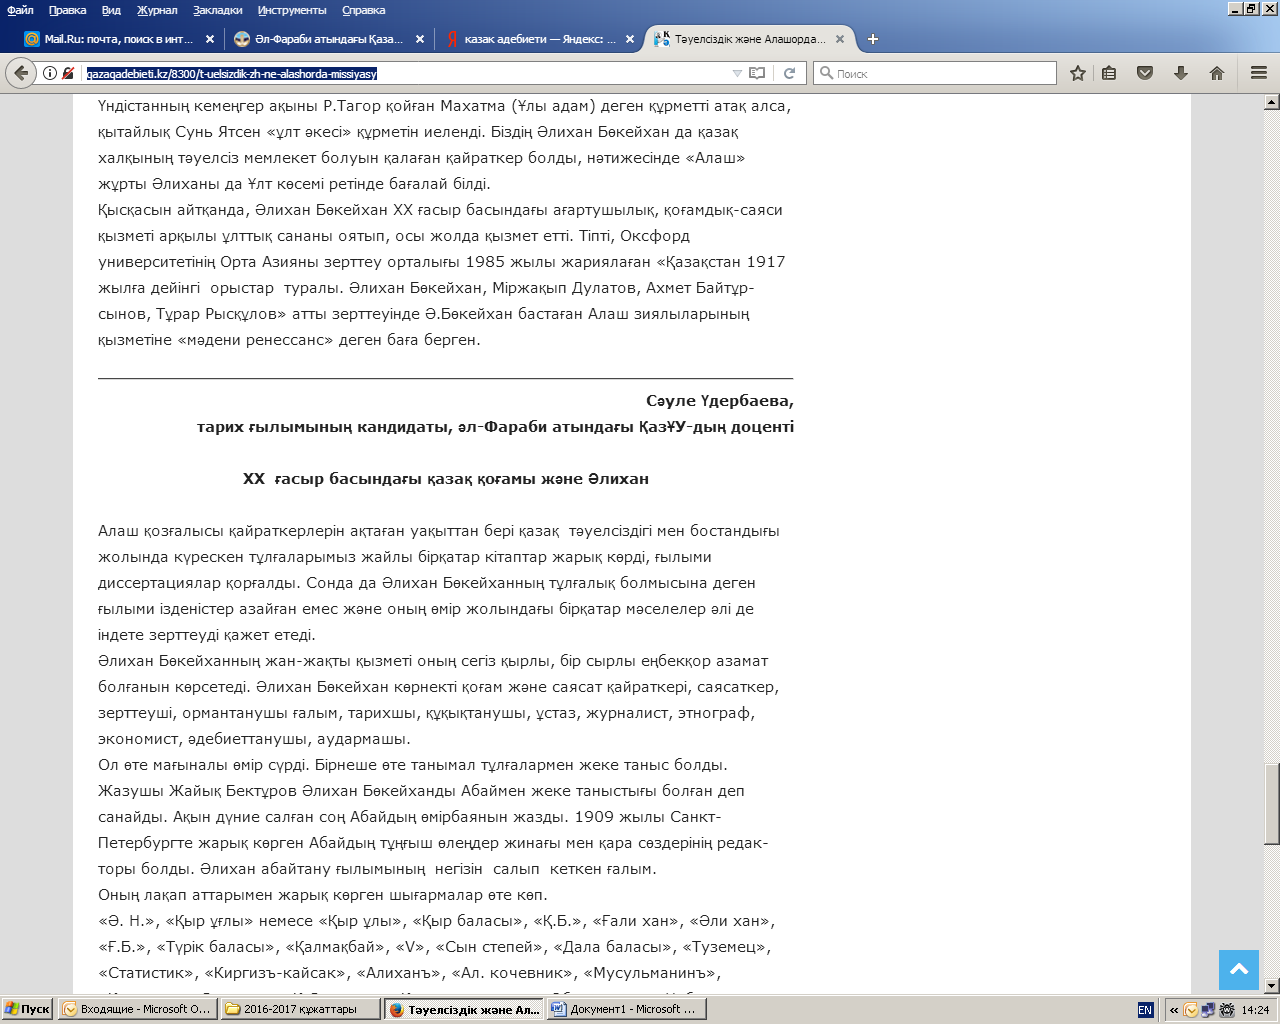 Файл Правка Вид Журнал Закладки Инструменты Справка
Mail.Ru: почта, поиск в инт... Әл-Фараби атындағы Қаза... казак адебиети — Яндекс: ... Тәуелсіздік және Алашорда...
qazaqadebieti.kz/8300/t-uelsizdik-zh-ne-alashorda-missiyasy Поиск
Үндістанның кемеңгер ақыны Р.Тагор қойған Махатма (Ұлы адам) деген құрметті атақ алса,
қытайлық Сунь Ятсен «ұлт әкесі» құрметін иеленді. Біздің Әлихан Бөкейхан да қазақ
халқының тәуелсіз мемлекет болуын қалаған қайраткер болды, нәтижесінде «Алаш»
жұрты Әлиханы да Ұлт көсемі ретінде бағалай білді.
Қысқасын айтқанда, Әлихан Бөкейхан ХХ ғасыр басындағы ағартушылық, қоғамдық-саяси
қызметі арқылы ұлттық сананы оятып, осы жолда қызмет етті. Тіпті, Оксфорд
университетінің Орта Азияны зерттеу орталығы 1985 жылы жариялаған «Қазақстан 1917
жылға дейінгі орыстар туралы. Әлихан Бөкейхан, Міржақып Дулатов, Ахмет Байтұр-
сынов, Тұрар Рысқұлов» атты зерттеуінде Ә.Бөкейхан бастаған Алаш зиялыларының
қызметіне «мәдени ренессанс» деген баға берген.
Сәуле Үдербаева,
тарих ғылымының кандидаты, әл-Фараби атындағы ҚазҰУ-дың доценті
ХХ ғасыр басындағы қазақ қоғамы және Әлихан
Алаш қозғалысы қайраткерлерін ақтаған уақыттан бері қазақ тәуелсіздігі мен бостандығы
жолында күрескен тұлғаларымыз жайлы бірқатар кітаптар жарық көрді, ғылыми
диссертациялар қорғалды. Сонда да Әлихан Бөкейханның тұлғалық болмысына деген
ғылыми ізденістер азайған емес және оның өмір жолындағы бірқатар мәселелер әлі де
індете зерттеуді қажет етеді.
Әлихан Бөкейханның жан-жақты қызметі оның сегіз қырлы, бір сырлы еңбекқор азамат
болғанын көрсетеді. Әлихан Бөкейхан көрнекті қоғам және саясат қайраткері, саясаткер,
зерттеуші, ормантанушы ғалым, тарихшы, құқықтанушы, ұстаз, журналист, этнограф,
экономист, әдебиеттанушы, аудармашы.
Ол өте мағыналы өмір сүрді. Бірнеше өте танымал тұлғалармен жеке таныс болды.
Жазушы Жайық Бектұров Әлихан Бөкейханды Абаймен жеке таныстығы болған деп
санайды. Ақын дүние салған соң Абайдың өмірбаянын жазды. 1909 жылы Санкт-
Петербургте жарық көрген Абайдың тұңғыш өлеңдер жинағы мен қара сөздерінің редак-
торы болды. Әлихан абайтану ғылымының негізін салып кеткен ғалым.
Оның лақап аттарымен жарық көрген шығармалар өте көп.
«Ә. Н.», «Қыр ұғлы» немесе «Қыр ұлы», «Қыр баласы», «Қ.Б.», «Ғали хан», «Әли хан»,
«Ғ.Б.», «Түрік баласы», «Қалмақбай», «V», «Сын степей», «Дала баласы», «Туземец»,
«Статистик», «Киргизъ-кайсак», «Алиханъ», «Ал. кочевник», «Мусульманинъ»,
Пуск Входящие - Microsoft O... 2016-2017 құжаттары Тәуелсіздік және Ал... Документ1 - Microsoft ... EN « 14:24